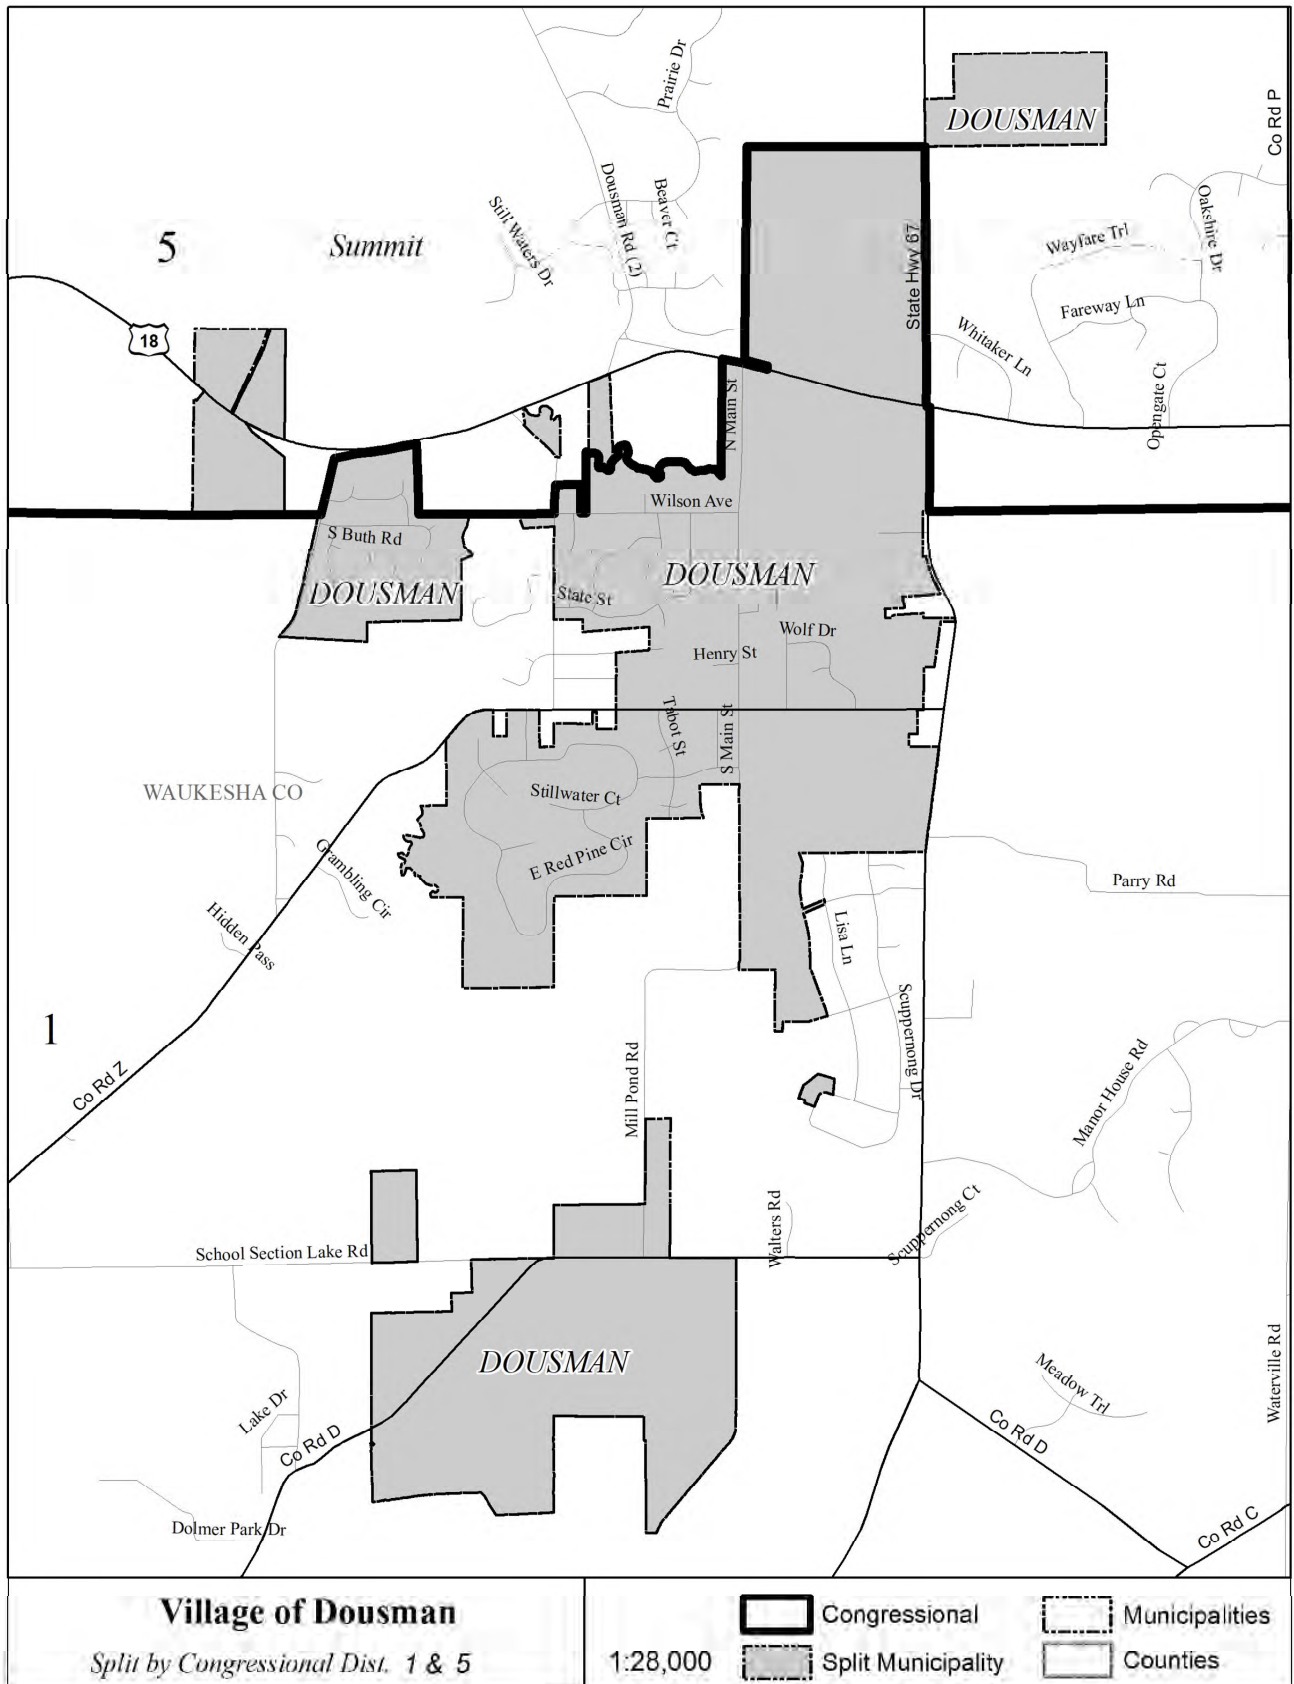 Prairie Dr
DOUSMAN
Co Rd P
Dousman Rd (2)
Beaver Ct
Still Waters Dr
5
Summit
State Hwy 67
Wayfare Trl
Oakshire Dr
Fareway Ln
Whitaker Ln
Opengate Ct
18
N Main St
Wilson Ave
S Buth Rd
DOUSMAN
DOUSMAN
State St
Wolf Dr
Henry St
Tabot St
S Main St
WAUKESHA CO
Stillwater Ct
E Red Pine Cir
Grambling Cir
Hidden Pass
Parry Rd
Lisa Ln
Scuppernong Dr
1
Co Rd Z
Mill Pond Rd
Manor House Rd
Walters Rd
Scuppernong Ct
School Section Lake Rd
DOUSMAN
Lake Dr
Co Rd D
Meadow Trl
Co Rd D
Waterville Rd
Dolmer Park Dr
Co Rd C
Village of Dousman
Split by Congressional Dist. 1 & 5
1:28,000
Congressional
Municipalities
Split Municipality
Counties